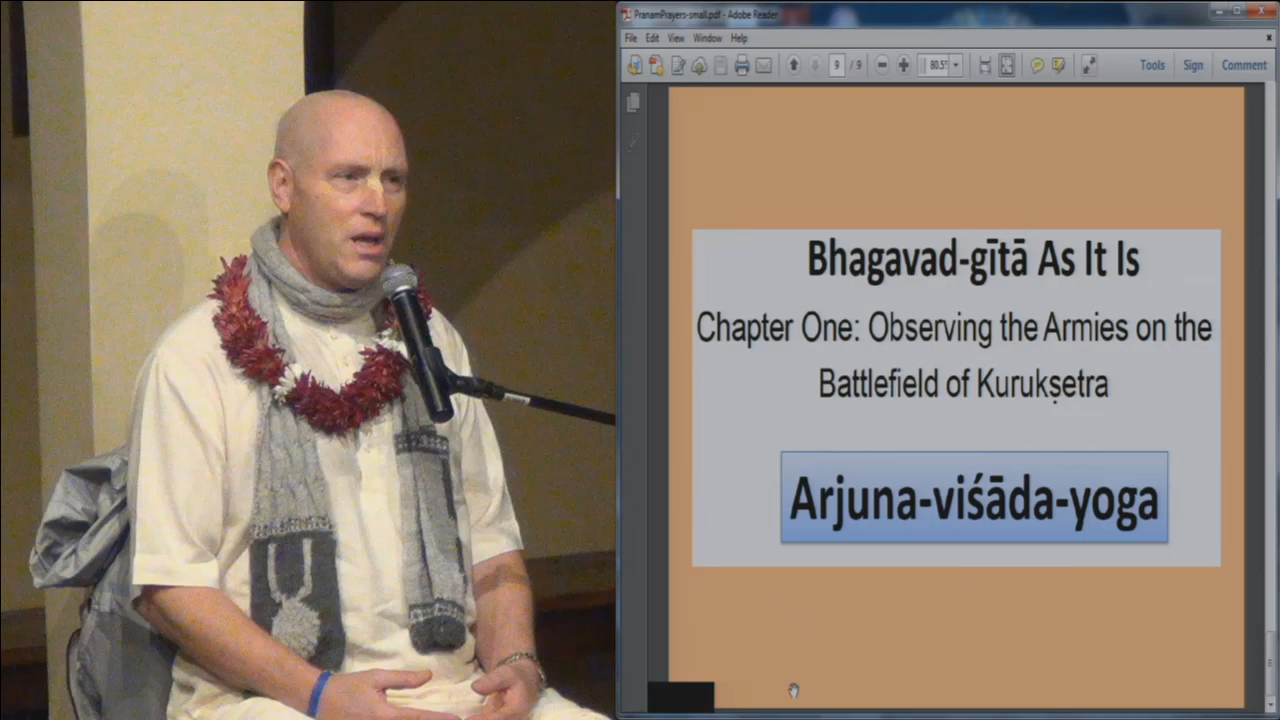 PranamPrayers-small.pdf - Adobe Reader
File Edit View Window Help
9 / 9 80.5%
Tools Sign Comment
Bhagavad-gītā As It Is
Chapter One: Observing the Armies on the
Battlefield of Kurukṣetra
Arjuna-viśāda-yoga